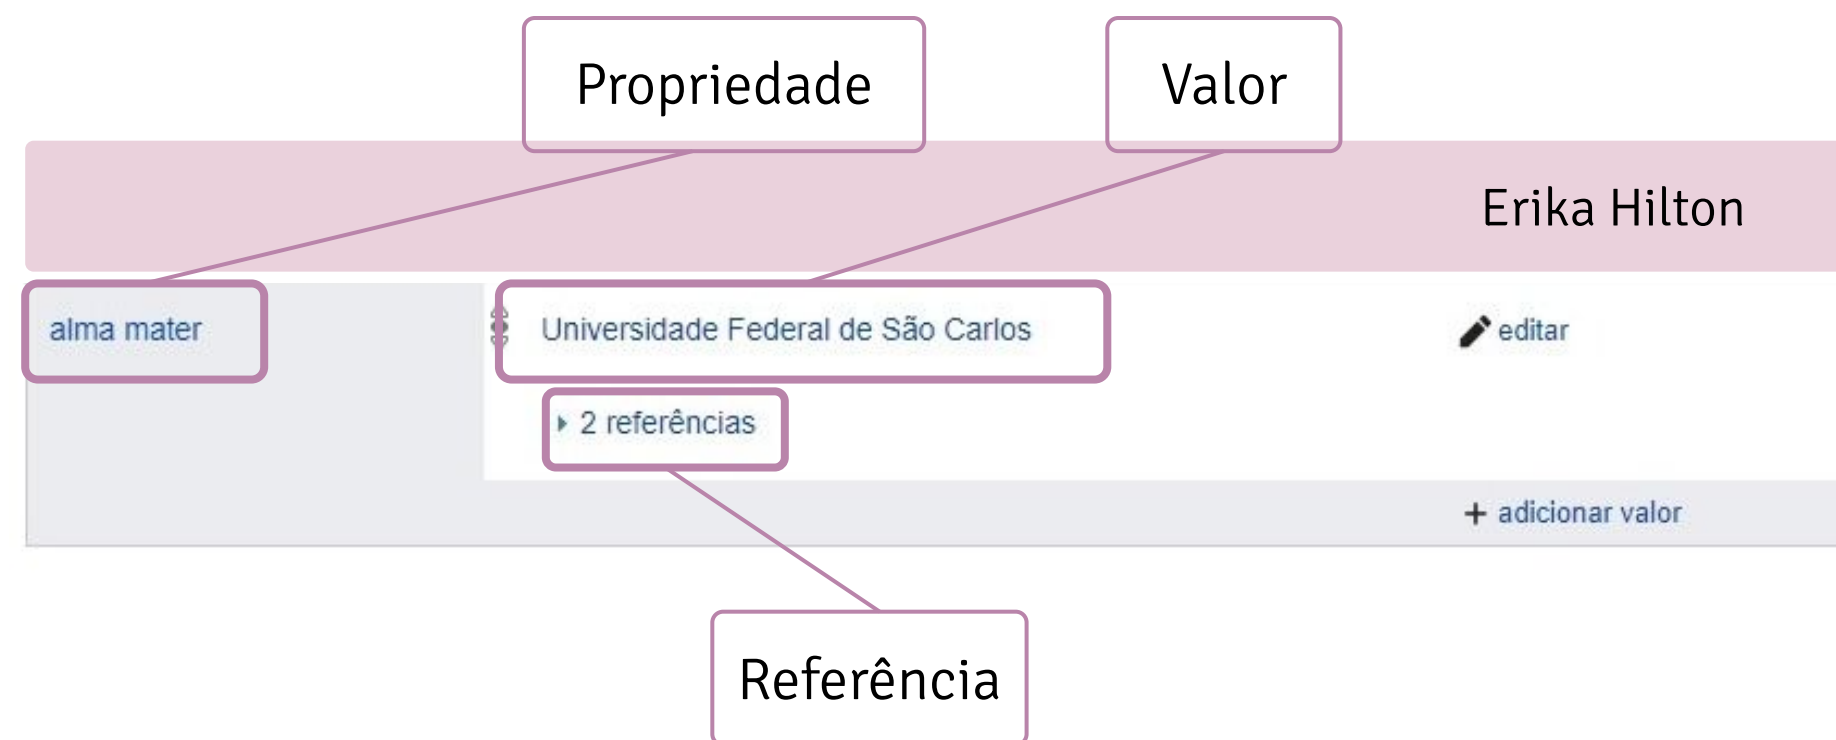 Propriedade
Valor
Erika Hilton
alma mater
Universidade Federal de São Carlos
editar
2 referências
+ adicionar valor
Referência